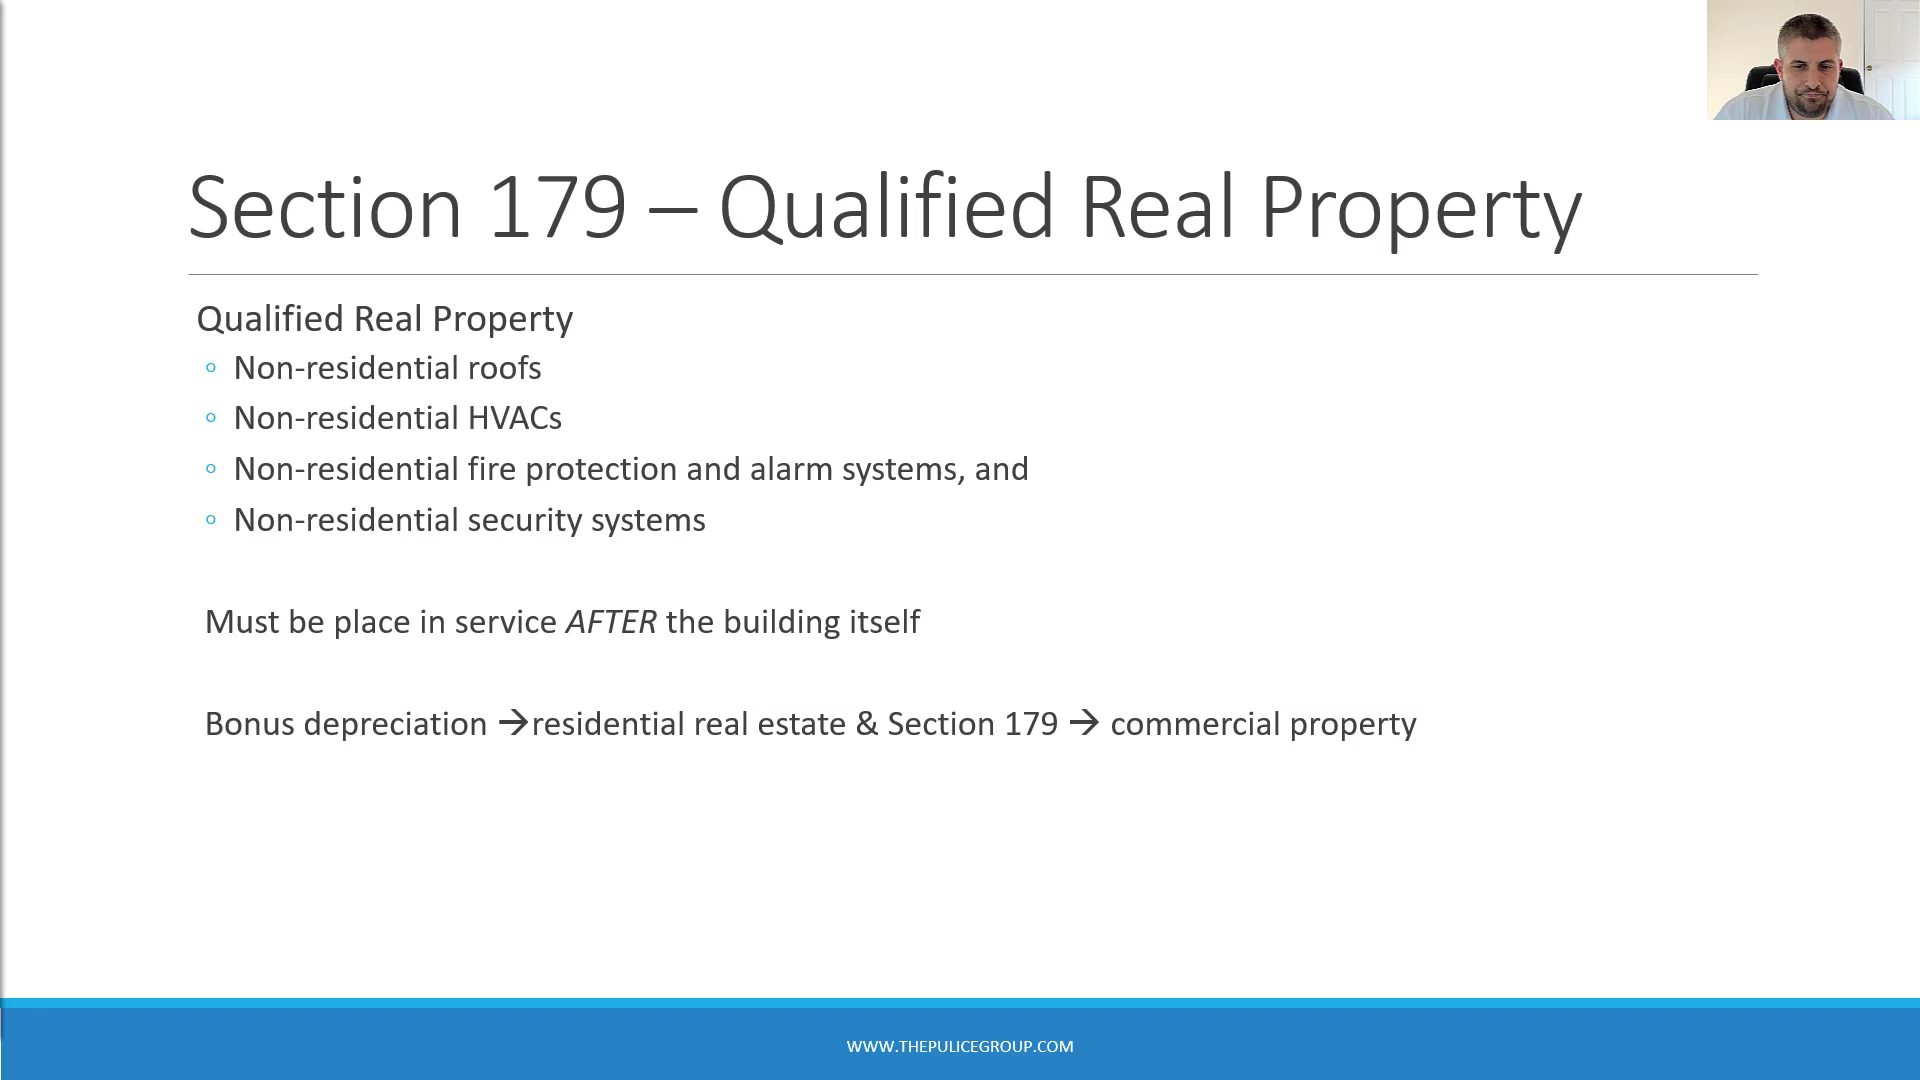 Section 179 – Qualified Real Property
Qualified Real Property
◦ Non-residential roofs
◦ Non-residential HVACs
◦ Non-residential fire protection and alarm systems, and
◦ Non-residential security systems
Must be place in service AFTER the building itself
Bonus depreciation →residential real estate & Section 179 → commercial property
WWW.THEPULICEGROUP.COM